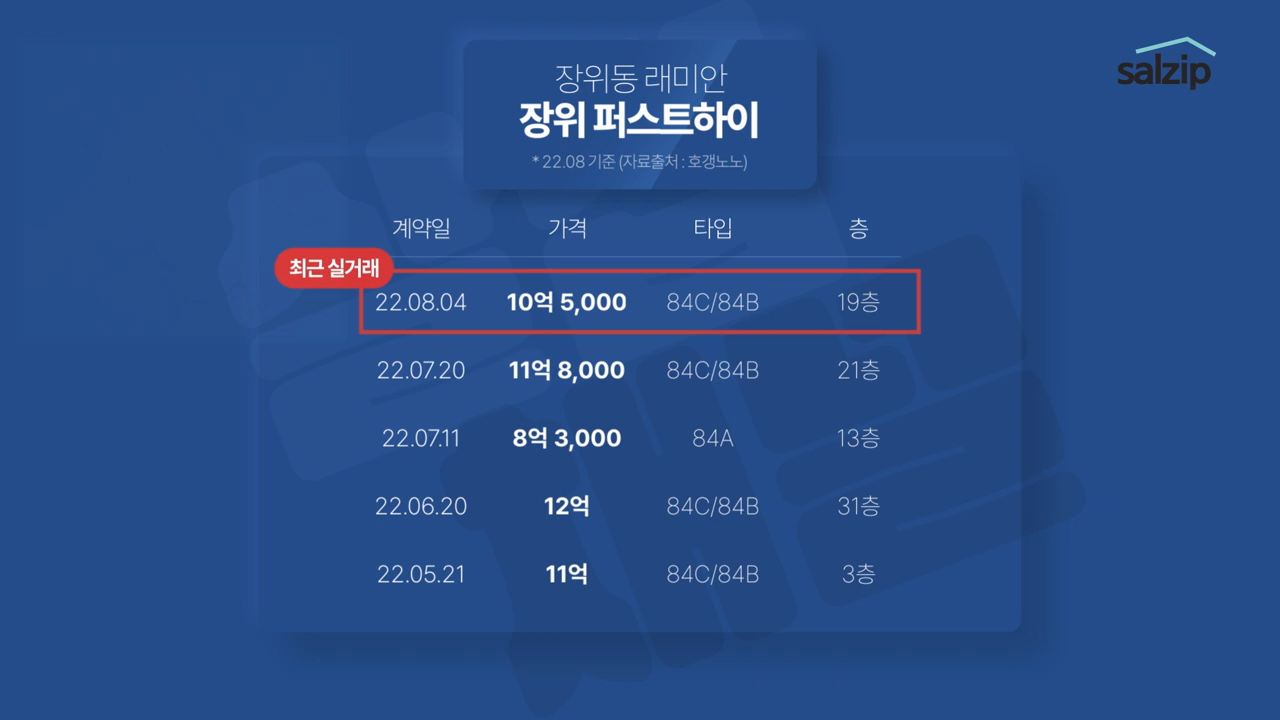 salzip
장위동 래미안
장위 퍼스트하이
* 22.08 기준 (자료출처 : 호갱노노)
계약일 가격 타입 층
최근 실거래
22.08.04 10억 5,000 84C/84B 19층
22.07.20 11억 8,000 84C/84B 21층
22.07.11 8억 3,000 84A 13층
22.06.20 12억 84C/84B 31층
22.05.21 11억 84C/84B 3층